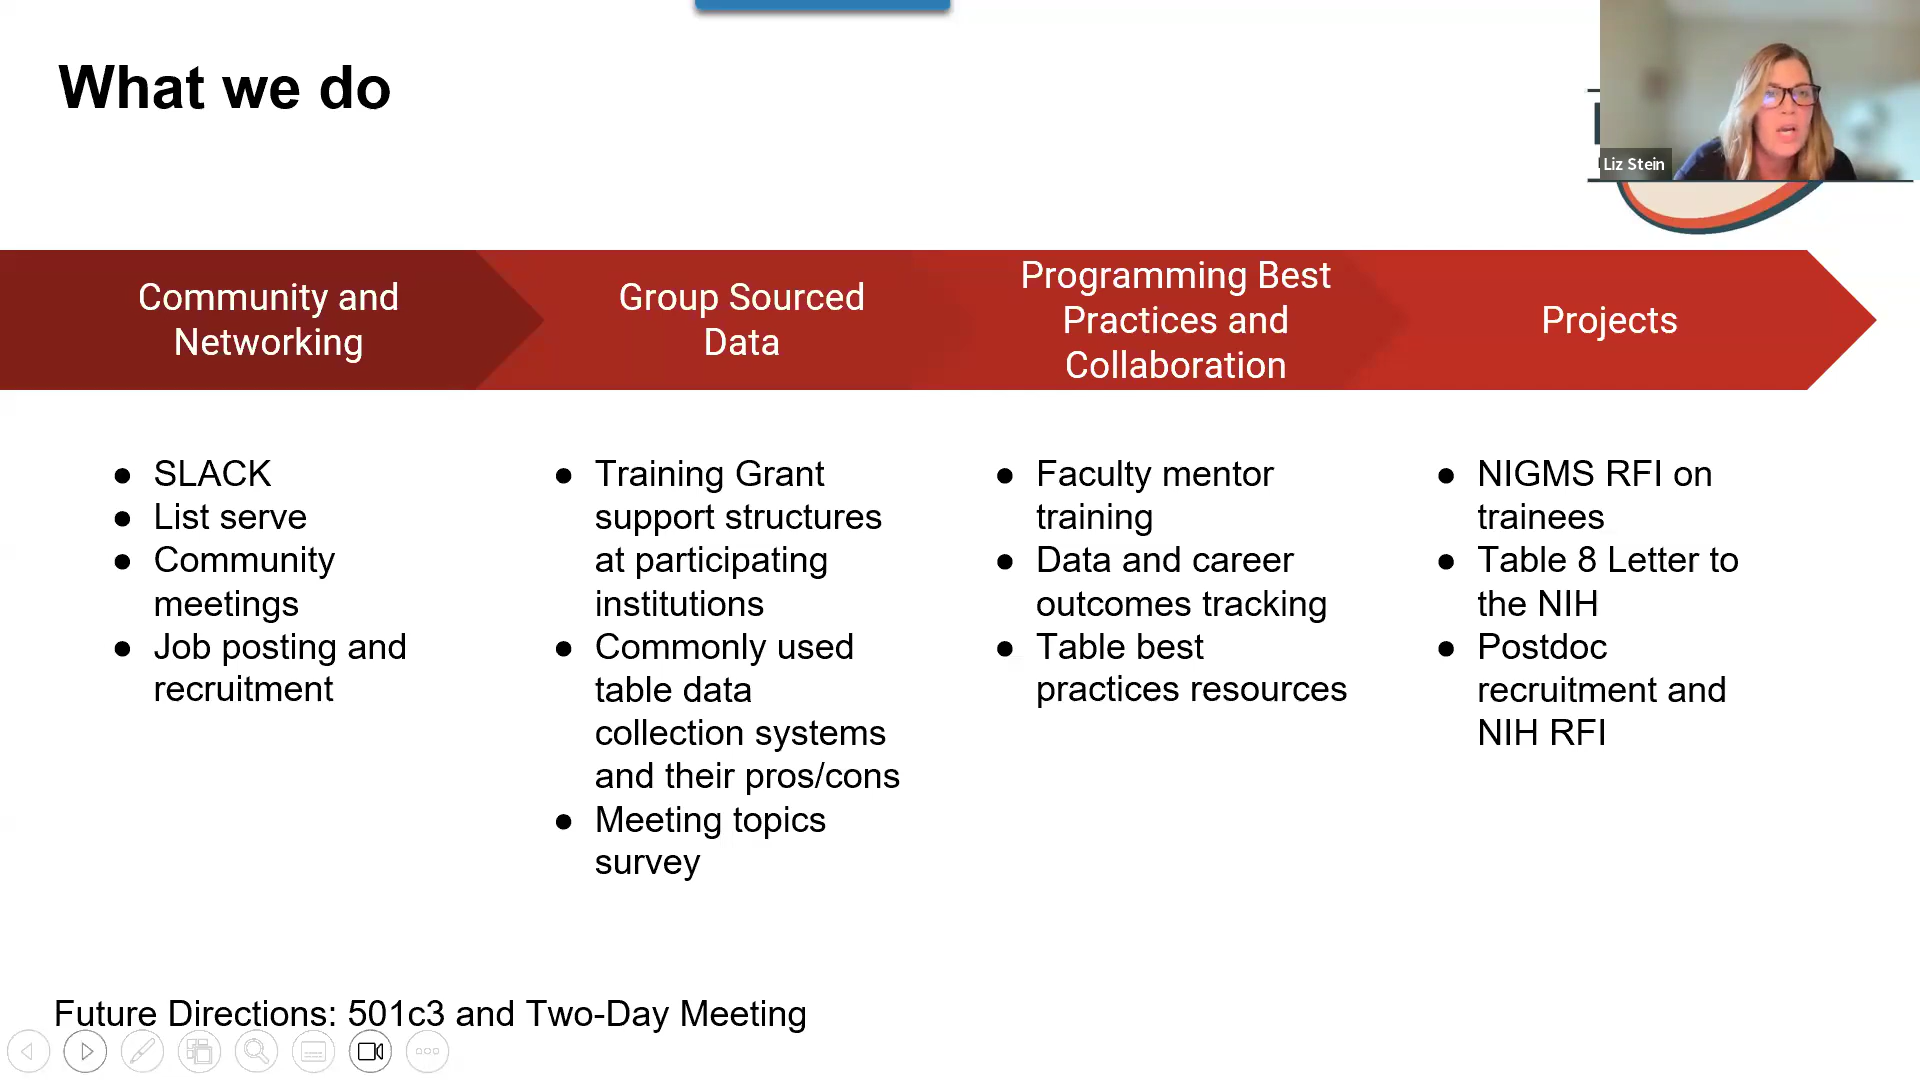 What we do
Liz Stein
Community and
Networking
Group Sourced
Data
Programming Best
Practices and
Collaboration
Projects
● SLACK
● List serve
● Community
meetings
● Job posting and
recruitment
● Training Grant
support structures
at participating
institutions
● Commonly used
table data
collection systems
and their pros/cons
● Meeting topics
survey
● Faculty mentor
training
● Data and career
outcomes tracking
● Table best
practices resources
● NIGMS RFI on
trainees
● Table 8 Letter to
the NIH
● Postdoc
recruitment and
NIH RFI
Future Directions: 501c3 and Two-Day Meeting